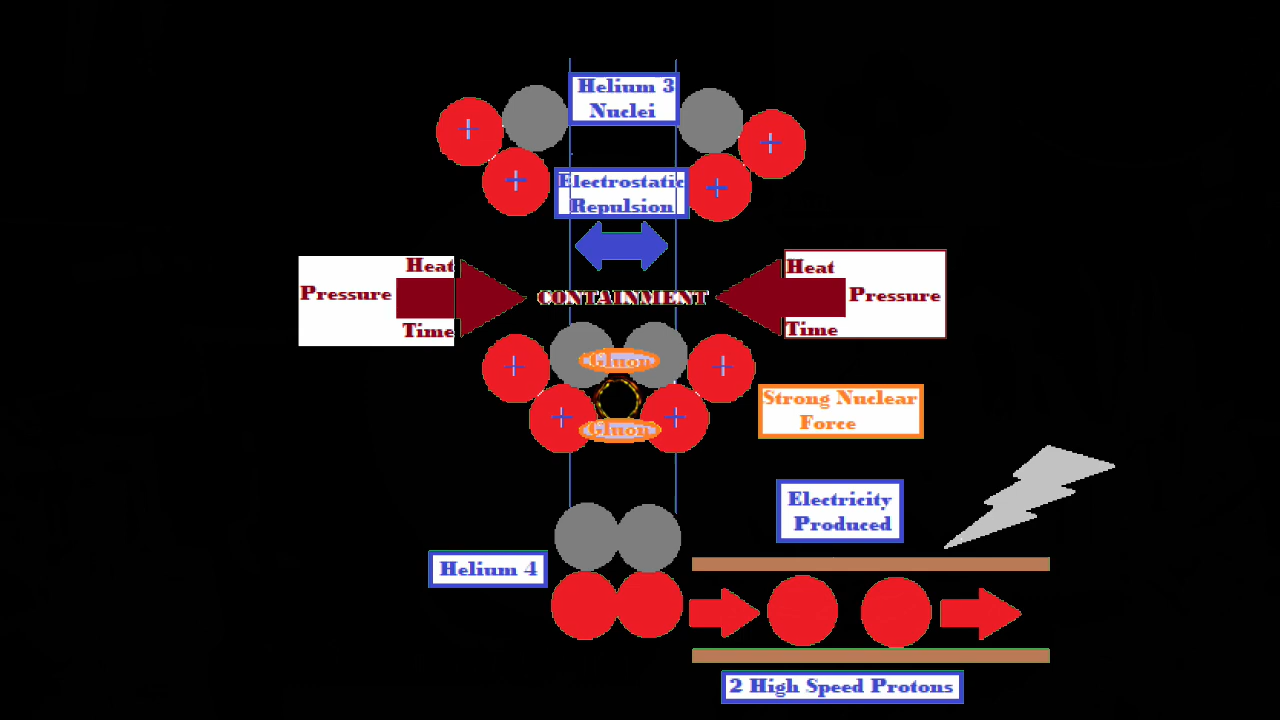 Helium 3
Nuclei
Electrostatic
Repulsion
Heat
Pressure
Time
CONTAINMENT
Heat
Pressure
Time
Gluon
Gluon
Strong Nuclear
Force
Electricity
Produced
Helium 4
2 High Speed Protons